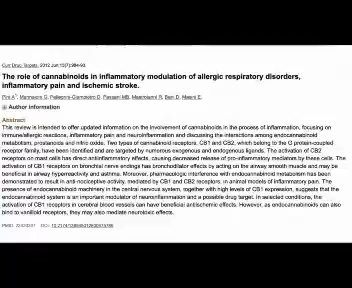 Curr Drug Targets. 2012 Jun;13(7):984-93.
The role of cannabinoids in inflammatory modulation of allergic respiratory disorders,
inflammatory pain and ischemic stroke.
Pini A, Mannaioni G, Pellegrini-Giampietro D, Passani MB, Mastroianni R, Bani D, Masini E.
Author information
Abstract
This review is intended to offer updated information on the involvement of cannabinoids in the process of inflammation, focusing on
immune/allergic reactions, inflammatory pain and neuroinflammation and discussing the interactions among endocannabinoid
metabolism, prostanoids and nitric oxide. Two types of cannabinoid receptors, CB1 and CB2, which belong to the G protein-coupled
receptor family, have been identified and are targeted by numerous exogenous and endogenous ligands. The activation of CB2
receptors on mast cells has direct antiinflammatory effects, causing decreased release of pro-inflammatory mediators by these cells. The
activation of CB1 receptors on bronchial nerve endings has bronchodilator effects by acting on the airway smooth muscle and may be
beneficial in airway hyperreactivity and asthma. Moreover, pharmacologic interference with endocannabinoid metabolism has been
demonstrated to result in anti-nociceptive activity, mediated by CB1 and CB2 receptors, in animal models of inflammatory pain. The
presence of endocannabinoid machinery in the central nervous system, together with high levels of CB1 expression, suggests that the
endocannabinoid system is an important modulator of neuroinflammation and a possible drug target. In selected conditions, the
activation of CB1 receptors in cerebral blood vessels can have beneficial antiischemic effects. However, as endocannabinoids can also
bind to vanilloid receptors, they may also mediate neurotoxic effects.
PMID: DOI: